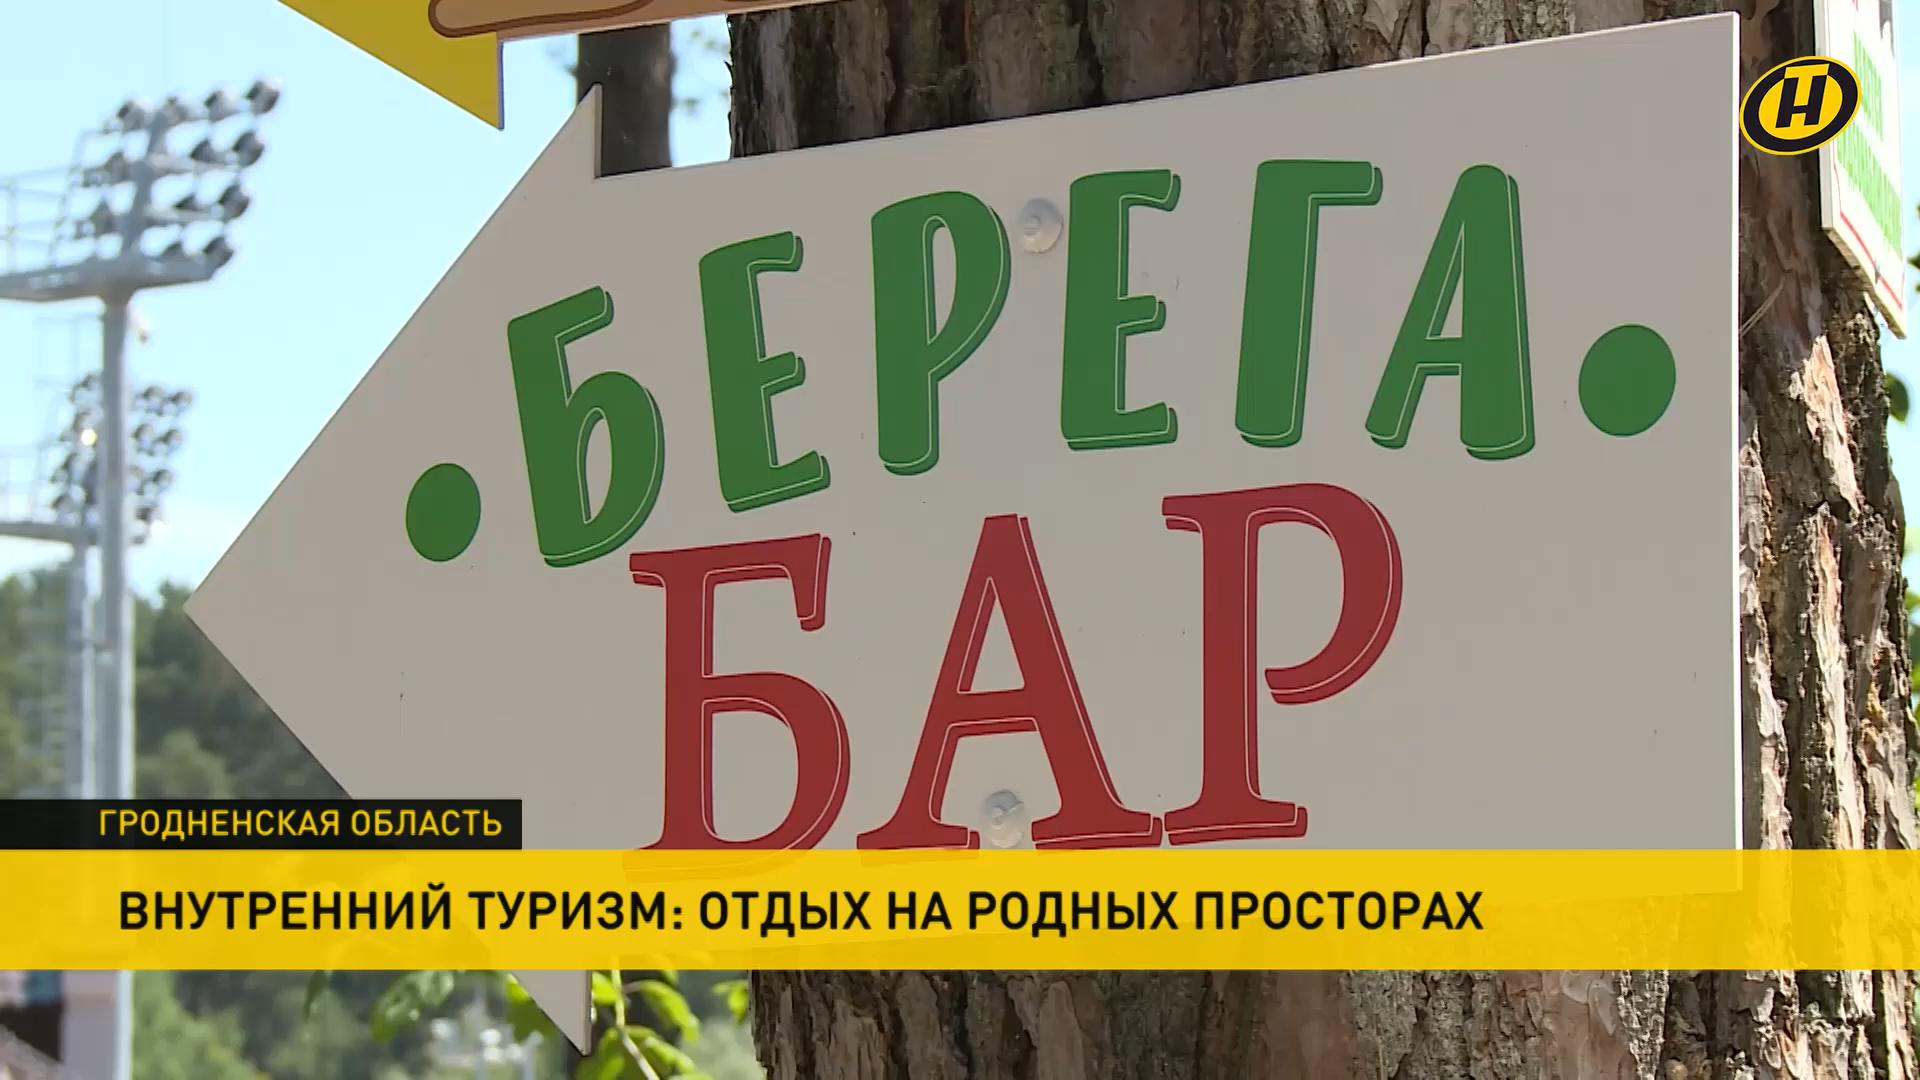 БЕРЕГА
БАР
ГРОДНЕНСКАЯ ОБЛАСТЬ
ВНУТРЕННИЙ ТУРИЗМ: ОТДЫХ НА РОДНЫХ ПРОСТОРАХ